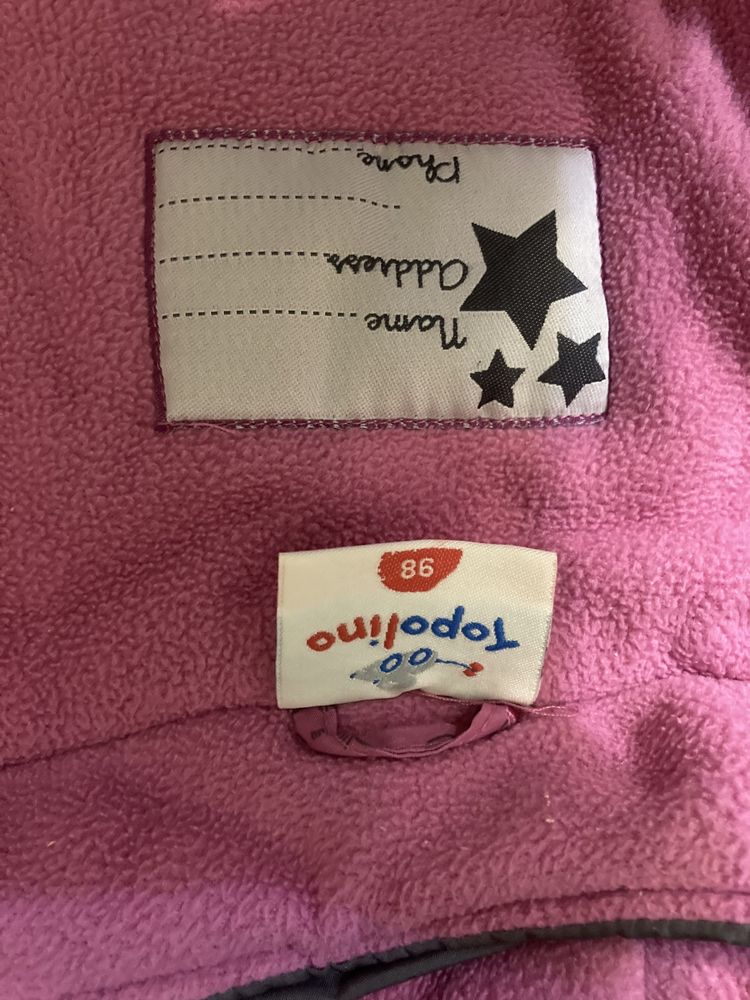 Topolino
98
Name
address
Phone